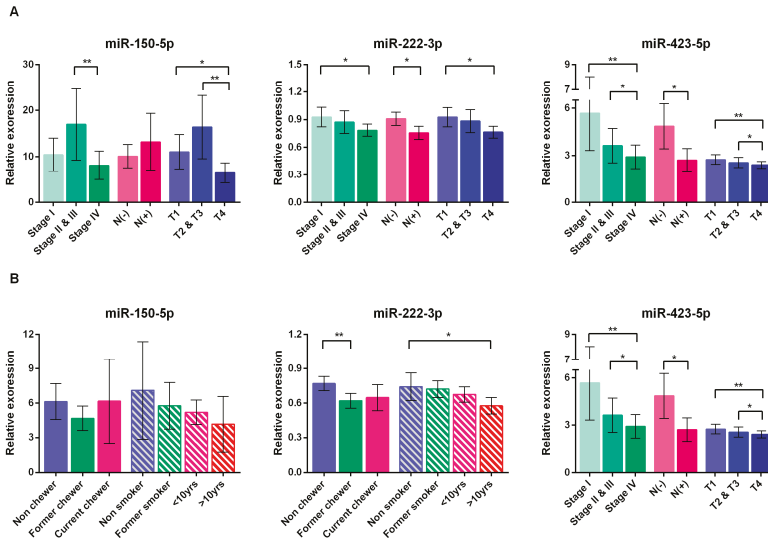 A
miR-150-5p
miR-222-3p
miR-423-5p
Relative exoression
30
20
10
0
** * **
Stage I
Stage II & III
Stage IV
N(-)
N(+)
T1
T2 & T3
T4
Relative exoression
1.5
1.2
0.9
0.6
0.3
0.0
* * *
Stage I
Stage II & III
Stage IV
N(-)
N(+)
T1
T2 & T3
T4
Relative exoression
9
7
6
3
0
** * * ** *
Stage I
Stage II & III
Stage IV
N(-)
N(+)
T1
T2 & T3
T4
B
miR-150-5p
miR-222-3p
miR-423-5p
Relative exoression
12
9
6
3
0
Non chewer
Former chewer
Current chewer
Non smoker
Former smoker
<10yrs
>10yrs
Relative exoression
1.2
0.9
0.6
0.3
0.0
** *
Non chewer
Former chewer
Current chewer
Non smoker
Former smoker
<10yrs
>10yrs
Relative exoression
9
7
6
3
0
** * * ** *
Stage I
Stage II & III
Stage IV
N(-)
N(+)
T1
T2 & T3
T4